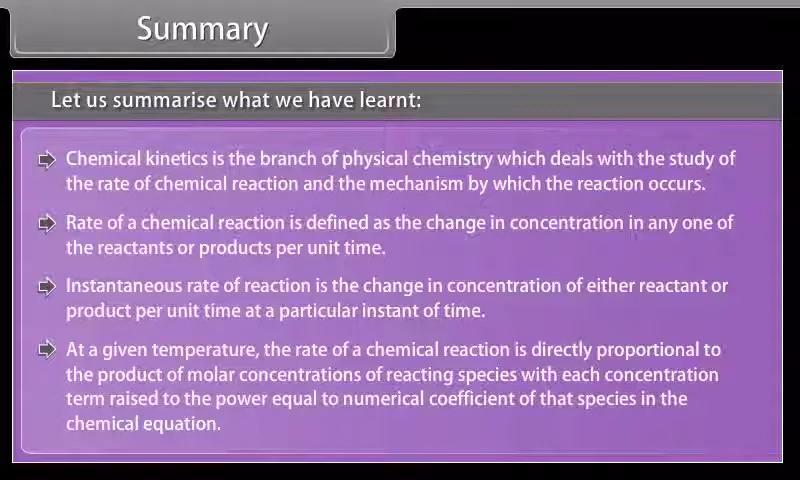 Summary
Let us summarise what we have learnt:
Chemical kinetics is the branch of physical chemistry which deals with the study of
the rate of chemical reaction and the mechanism by which the reaction occurs.
Rate of a chemical reaction is defined as the change in concentration in any one of
the reactants or products per unit time.
Instantaneous rate of reaction is the change in concentration of either reactant or
product per unit time at a particular instant of time.
At a given temperature, the rate of a chemical reaction is directly proportional to
the product of molar concentrations of reacting species with each concentration
term raised to the power equal to numerical coefficient of that species in the
chemical equation.